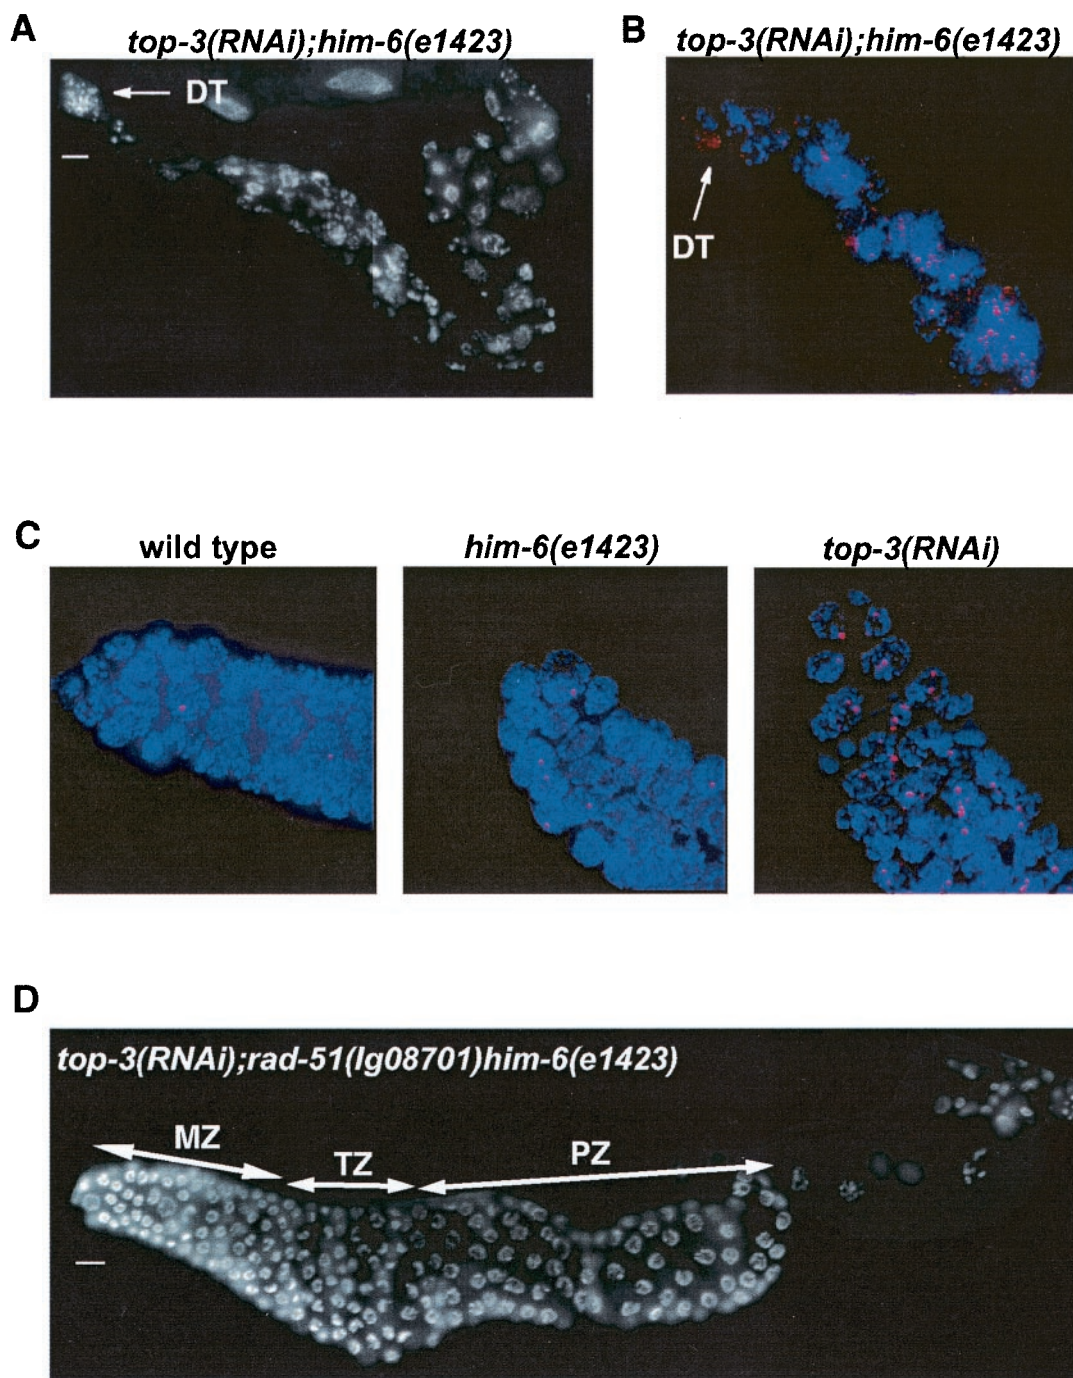 A
top-3(RNAi);him-6(e1423)
DT
B
top-3(RNAi);him-6(e1423)
DT
C
wild type
him-6(e1423)
top-3(RNAi)
D
top-3(RNAi);rad-51(lg08701)him-6(e1423)
MZ
TZ
PZ